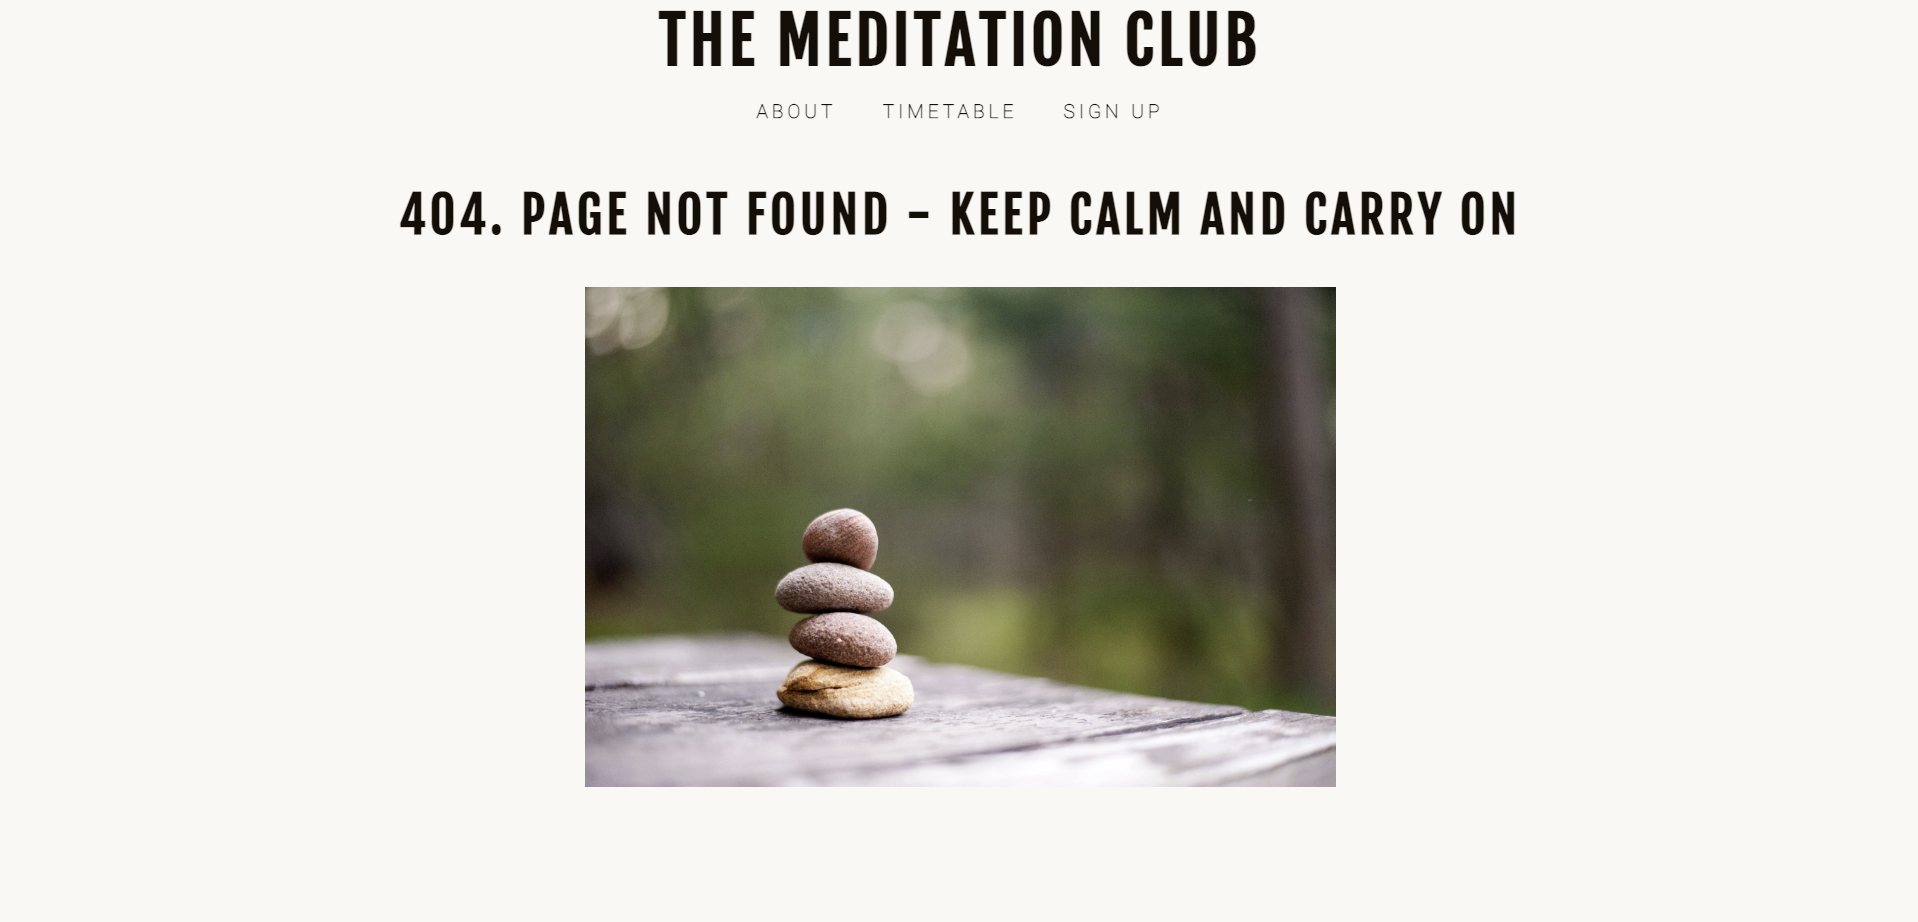 THE MEDITATION CLUB
ABOUT TIMETABLE SIGN UP
404. PAGE NOT FOUND - KEEP CALM AND CARRY ON